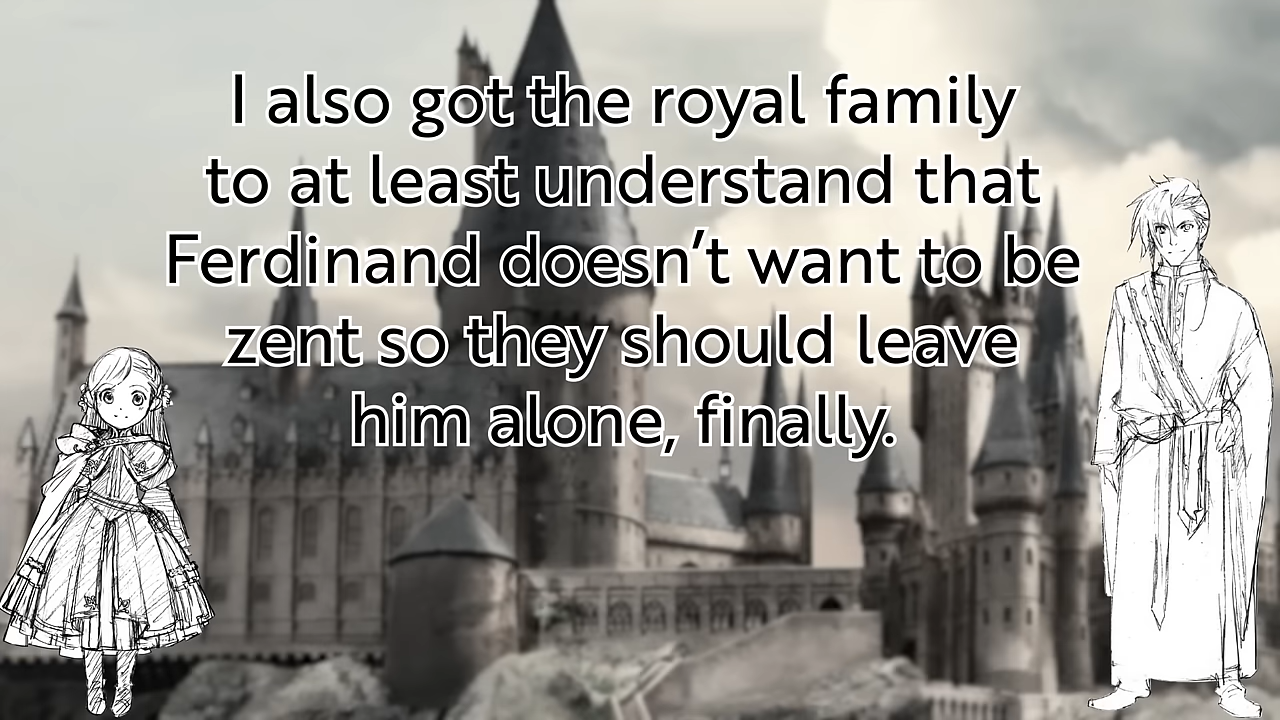 I also got the royal family
to at least understand that
Ferdinand doesn’t want to be
zent so they should leave
him alone, finally.